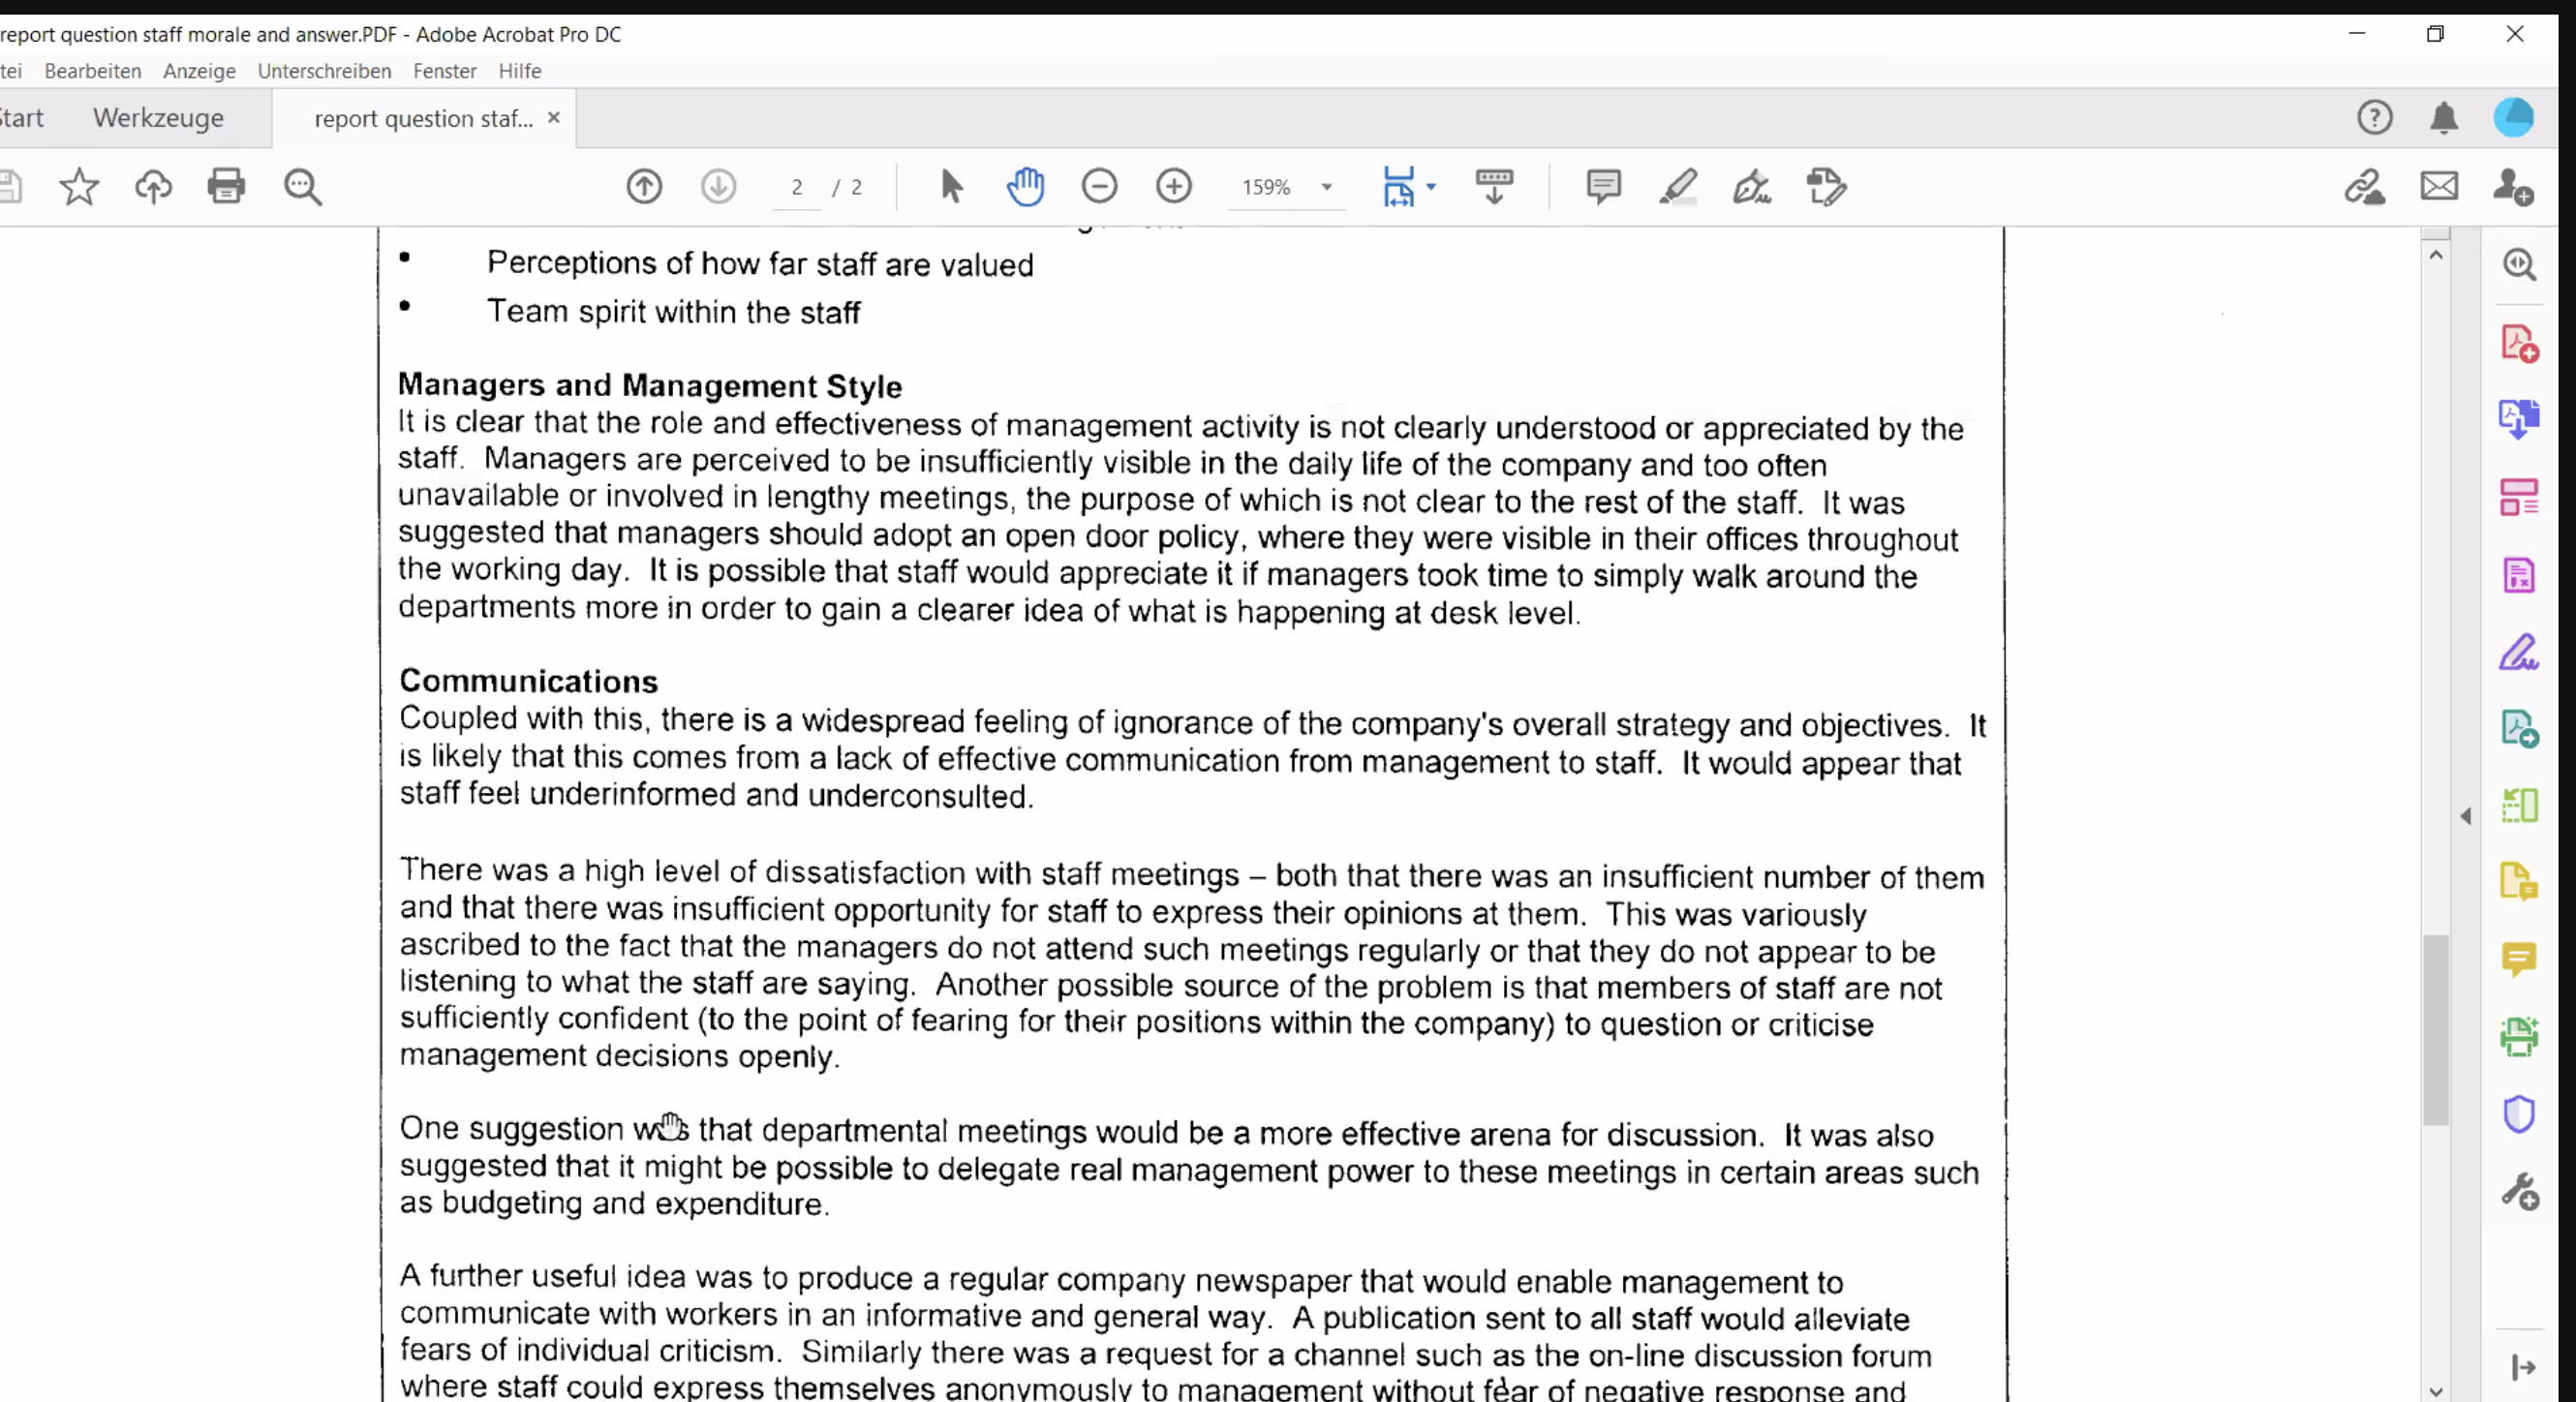 report question staff morale and answer.PDF - Adobe Acrobat Pro DC
tei Bearbeiten Anzeige Unterschreiben Fenster Hilfe
Start Werkzeuge report question staf... ×
2 / 2 159%
• Perceptions of how far staff are valued
• Team spirit within the staff
Managers and Management Style
It is clear that the role and effectiveness of management activity is not clearly understood or appreciated by the
staff. Managers are perceived to be insufficiently visible in the daily life of the company and too often
unavailable or involved in lengthy meetings, the purpose of which is not clear to the rest of the staff. It was
suggested that managers should adopt an open door policy, where they were visible in their offices throughout
the working day. It is possible that staff would appreciate it if managers took time to simply walk around the
departments more in order to gain a clearer idea of what is happening at desk level.
Communications
Coupled with this, there is a widespread feeling of ignorance of the company's overall strategy and objectives. It
is likely that this comes from a lack of effective communication from management to staff. It would appear that
staff feel underinformed and underconsulted.
There was a high level of dissatisfaction with staff meetings – both that there was an insufficient number of them
and that there was insufficient opportunity for staff to express their opinions at them. This was variously
ascribed to the fact that the managers do not attend such meetings regularly or that they do not appear to be
listening to what the staff are saying. Another possible source of the problem is that members of staff are not
sufficiently confident (to the point of fearing for their positions within the company) to question or criticise
management decisions openly.
One suggestion was that departmental meetings would be a more effective arena for discussion. It was also
suggested that it might be possible to delegate real management power to these meetings in certain areas such
as budgeting and expenditure.
A further useful idea was to produce a regular company newspaper that would enable management to
communicate with workers in an informative and general way. A publication sent to all staff would alleviate
fears of individual criticism. Similarly there was a request for a channel such as the on-line discussion forum
where staff could express themselves anonymously to management without fear of negative response and